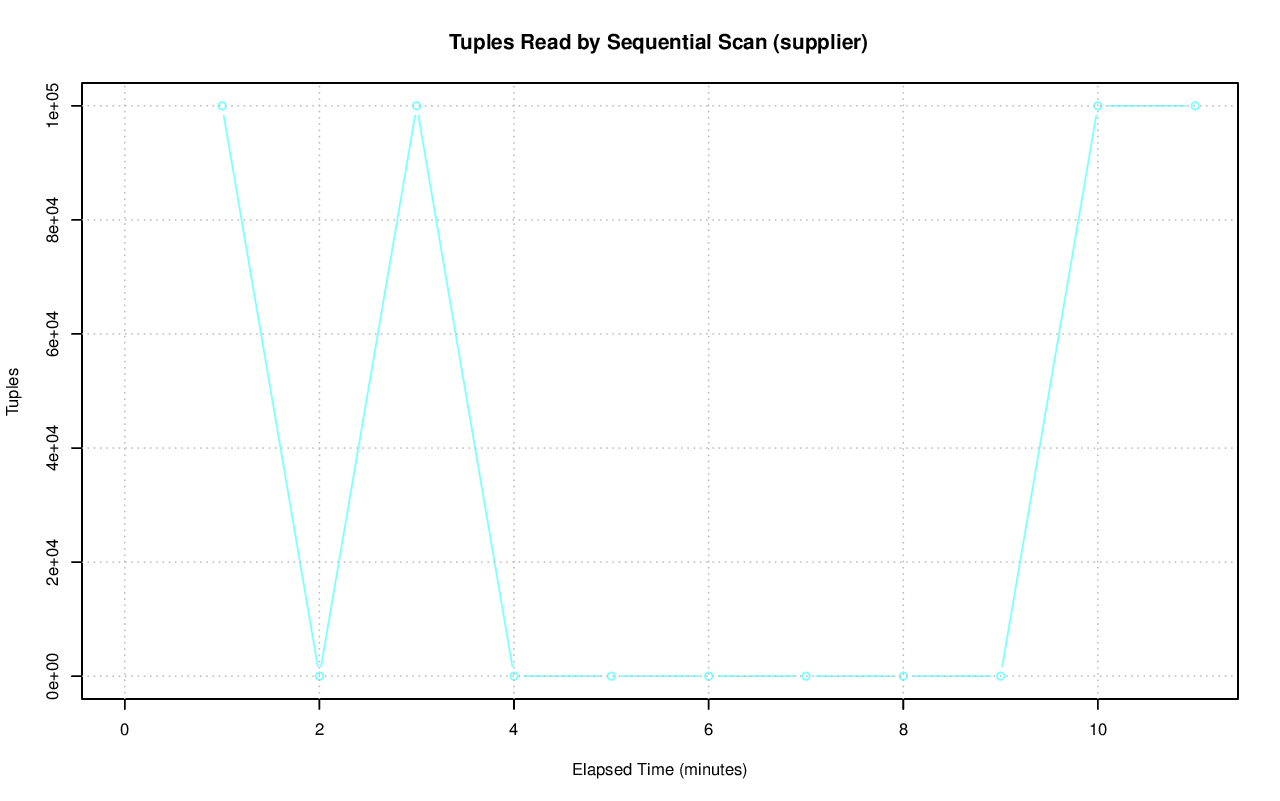 Tuples Read by Sequential Scan (supplier)
1e+05
8e+04
6e+04
4e+04
2e+04
0e+00
Tuples
0 2 4 6 8 10
Elapsed Time (minutes)